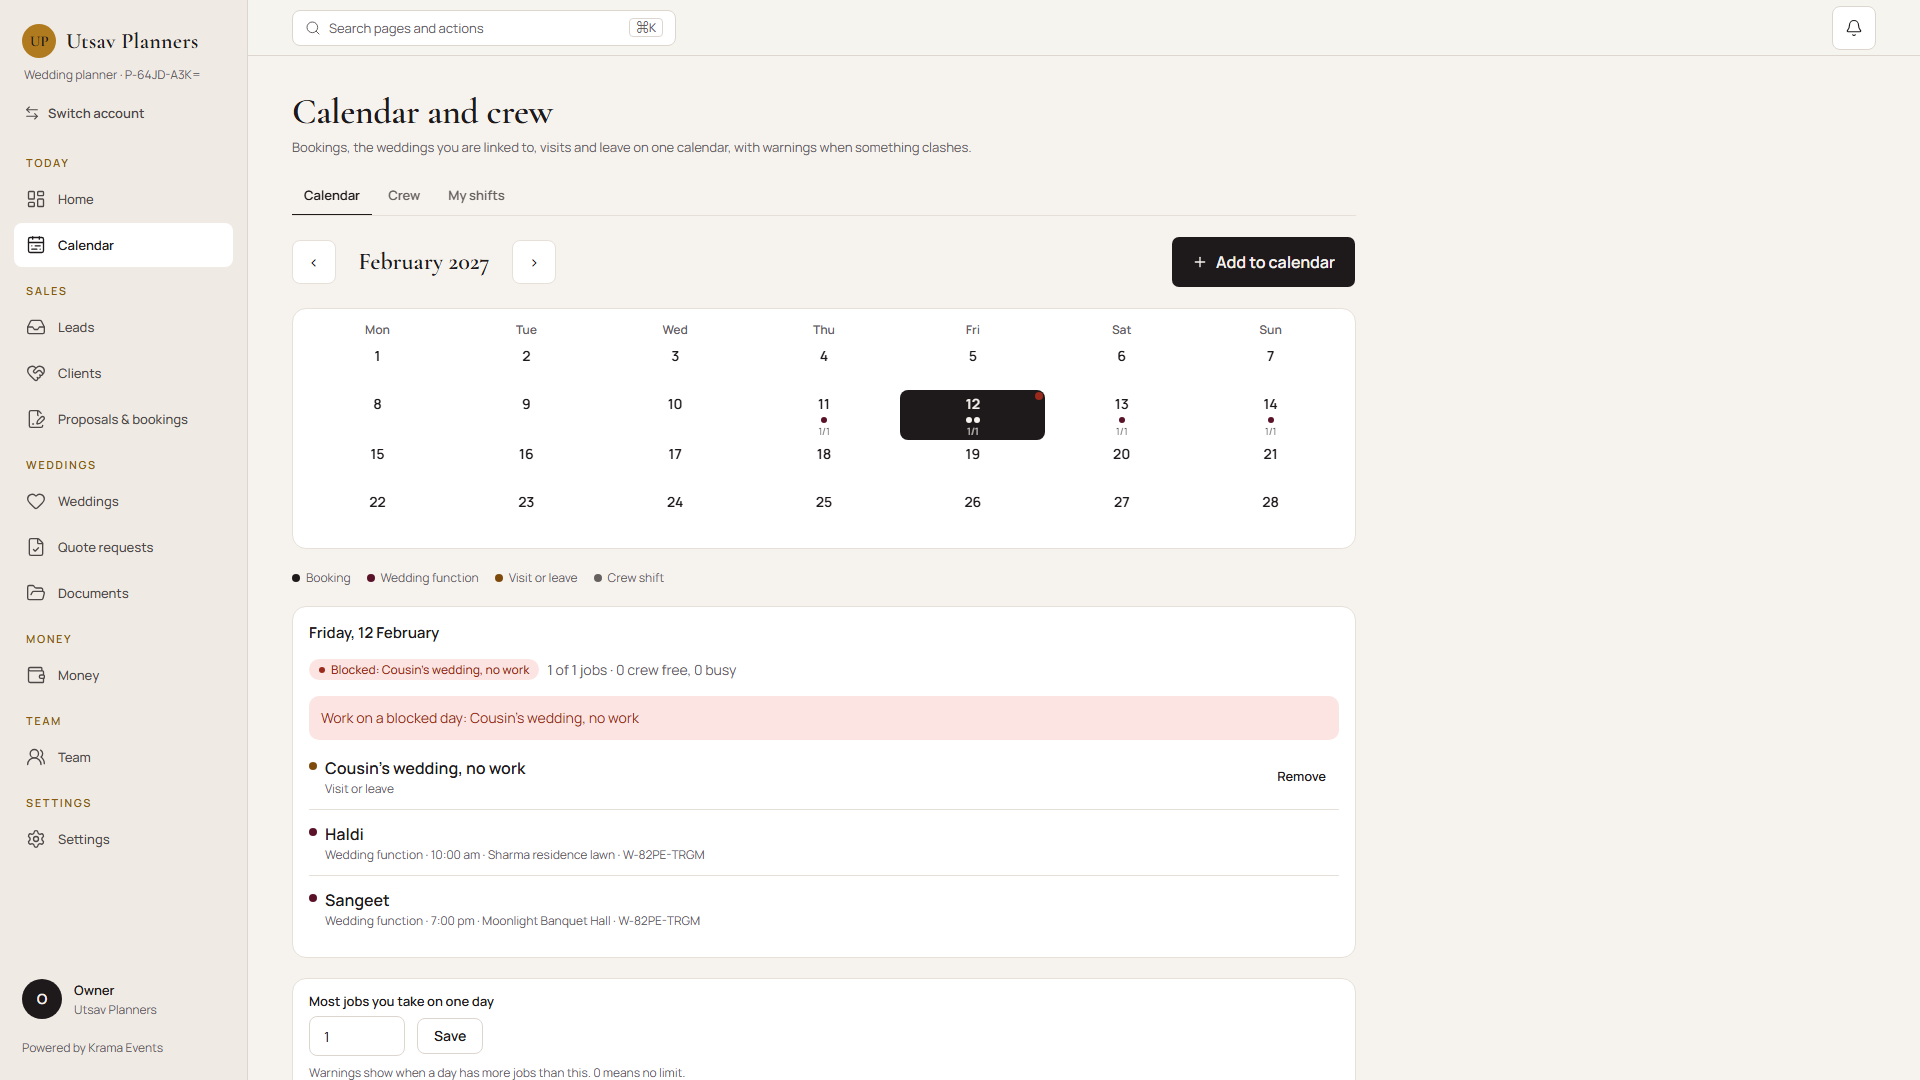 UP Utsav Planners
Wedding planner · P-64JD-A3K=
Switch account
TODAY
Home
Calendar
SALES
Leads
Clients
Proposals & bookings
WEDDINGS
Weddings
Quote requests
Documents
MONEY
Money
TEAM
Team
SETTINGS
Settings
O
Owner
Utsav Planners
Powered by Krama Events
Search pages and actions ⌘K
Calendar and crew
Bookings, the weddings you are linked to, visits and leave on one calendar, with warnings when something clashes.
Calendar Crew My shifts
‹ February 2027 ›
+ Add to calendar
Mon Tue Wed Thu Fri Sat Sun
1 2 3 4 5 6 7
8 9 10 11 12 13 14
1/1 1/1 1/1 1/1
15 16 17 18 19 20 21
22 23 24 25 26 27 28
Booking Wedding function Visit or leave Crew shift
Friday, 12 February
Blocked: Cousin's wedding, no work 1 of 1 jobs · 0 crew free, 0 busy
Work on a blocked day: Cousin's wedding, no work
Cousin's wedding, no work
Visit or leave
Remove
Haldi
Wedding function · 10:00 am · Sharma residence lawn · W-82PE-TRGM
Sangeet
Wedding function · 7:00 pm · Moonlight Banquet Hall · W-82PE-TRGM
Most jobs you take on one day
1 Save
Warnings show when a day has more jobs than this. 0 means no limit.